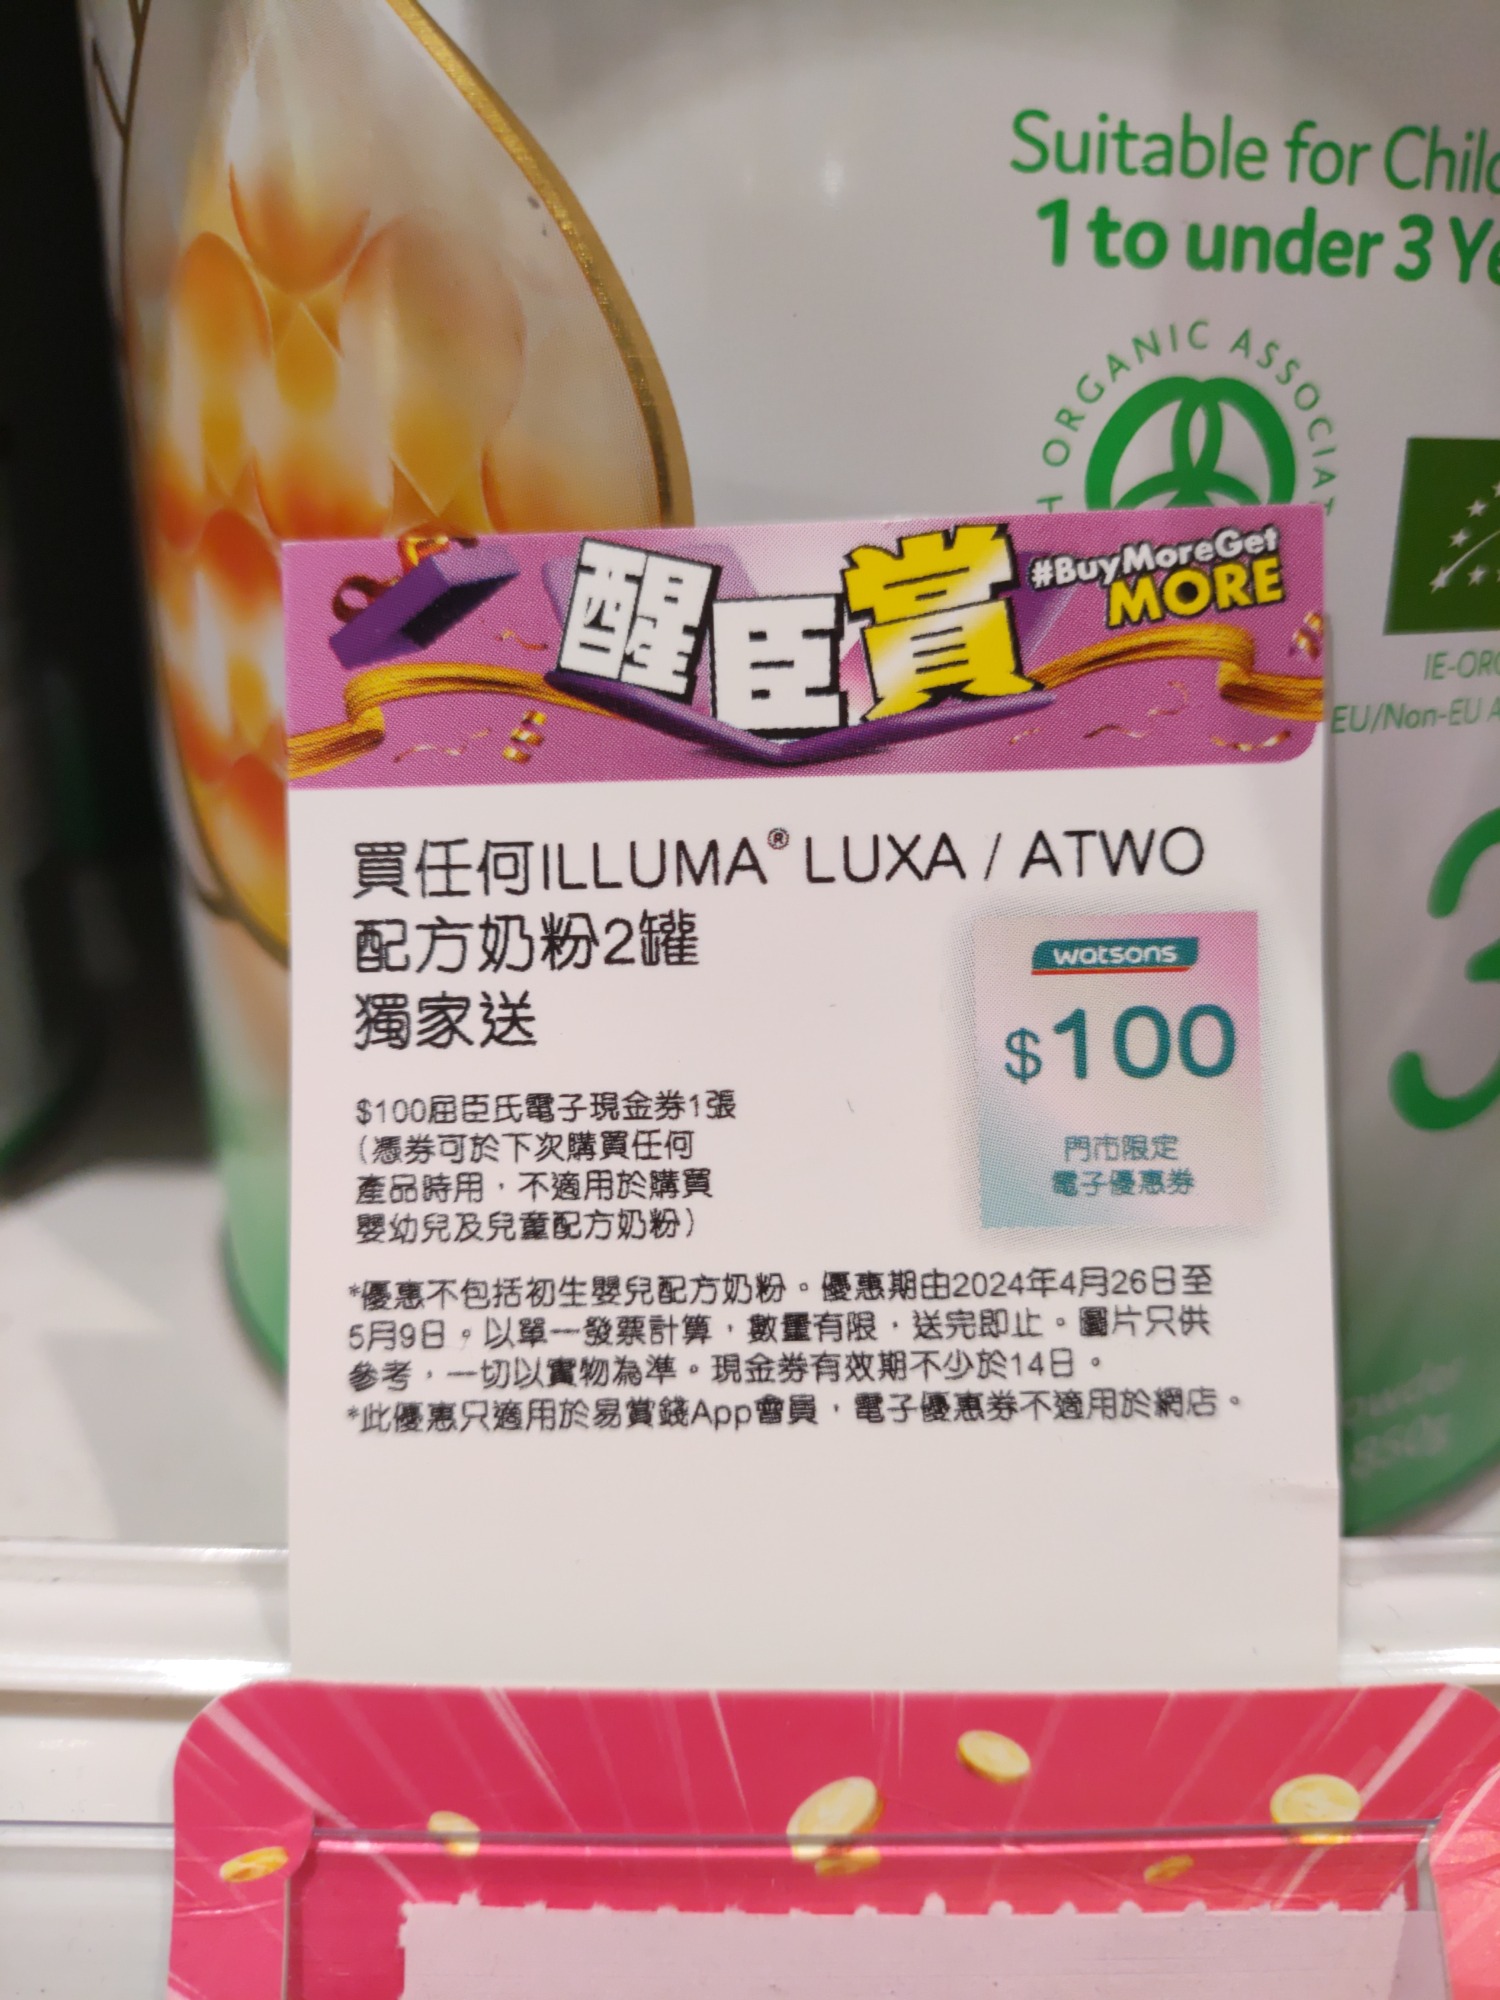 Suitable for Chil
1 to under 3 Ye
ORGANIC ASSOCIAT
IE-ORG
EU/Non-EU A
3
醒臣賞
#BuyMoreGet
MORE
買任何ILLUMA® LUXA / ATWO
配方奶粉2罐
獨家送
$100屈臣氏電子現金券1張
(憑券可於下次購買任何
產品時用，不適用於購買
嬰幼兒及兒童配方奶粉)
watsons
$100
門市限定
電子優惠券
*優惠不包括初生嬰兒配方奶粉。優惠期由2024年4月26日至
5月9日。以單一發票計算，數量有限，送完即止。圖片只供
參考，一切以實物為準。現金券有效期不少於14日。
*此優惠只適用於易賞錢App會員，電子優惠券不適用於網店。
850g